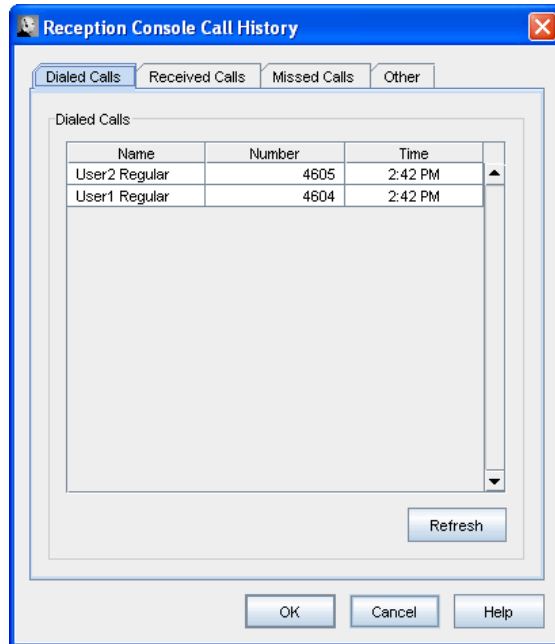 Reception Console Call History
Dialed Calls Received Calls Missed Calls Other
Dialed Calls
Name Number Time
User2 Regular 4605 2:42 PM
User1 Regular 4604 2:42 PM
Refresh
OK Cancel Help